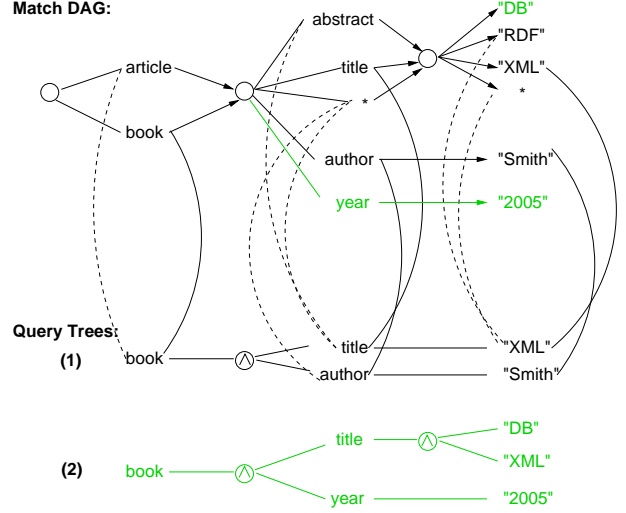 Match DAG:
abstract
"DB"
"RDF"
article
title
"XML"
*
*
book
author
"Smith"
year
"2005"
Query Trees:
(1)
book
^
title
"XML"
author
"Smith"
(2)
book
^
title
^
"DB"
"XML"
year
"2005"